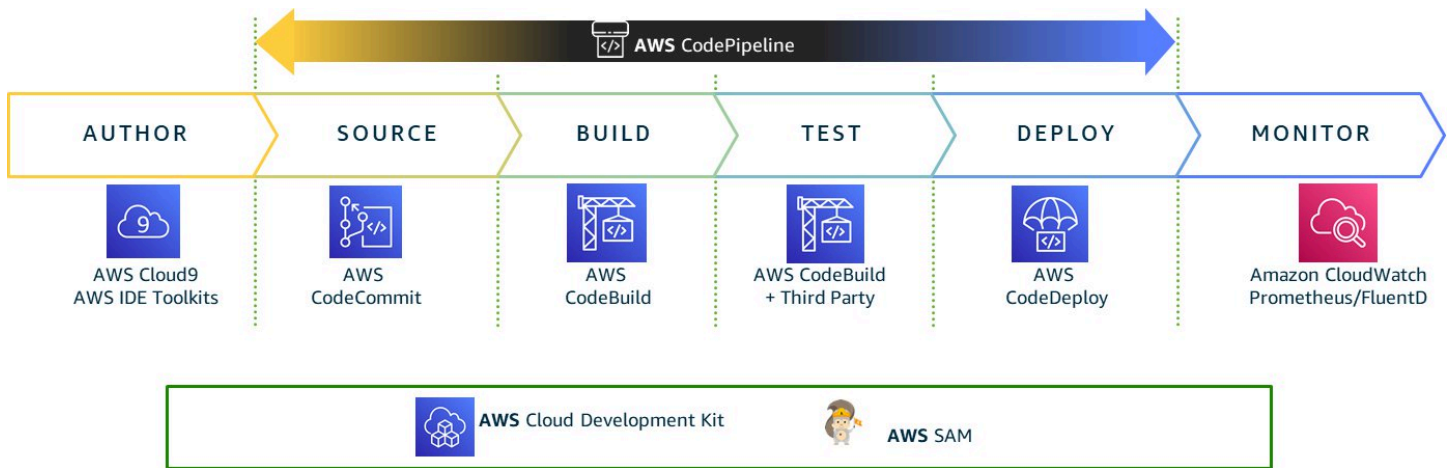 AWS CodePipeline
AUTHOR
SOURCE
BUILD
TEST
DEPLOY
MONITOR
9
AWS Cloud9
AWS IDE Toolkits
AWS
CodeCommit
AWS
CodeBuild
AWS CodeBuild
+ Third Party
AWS
CodeDeploy
Amazon CloudWatch
Prometheus/FluentD
AWS Cloud Development Kit
AWS SAM